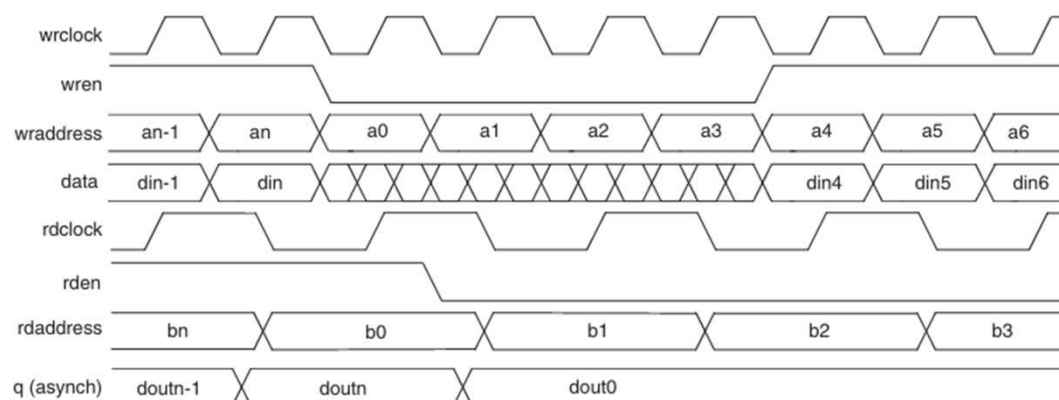 wrclock
wren
wraddress an-1 an a0 a1 a2 a3 a4 a5 a6
data din-1 din din4 din5 din6
rdclock
rden
rdaddress bn b0 b1 b2 b3
q (asynch) doutn-1 doutn dout0